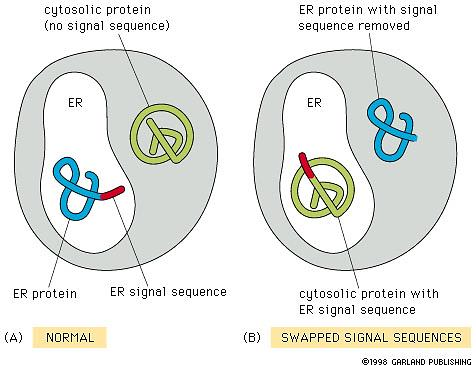 cytosolic protein
(no signal sequence)
ER
ER protein
ER signal sequence
(A) NORMAL
ER protein with signal
sequence removed
ER
cytosolic protein with
ER signal sequence
(B) SWAPPED SIGNAL SEQUENCES
©1998 GARLAND PUBLISHING